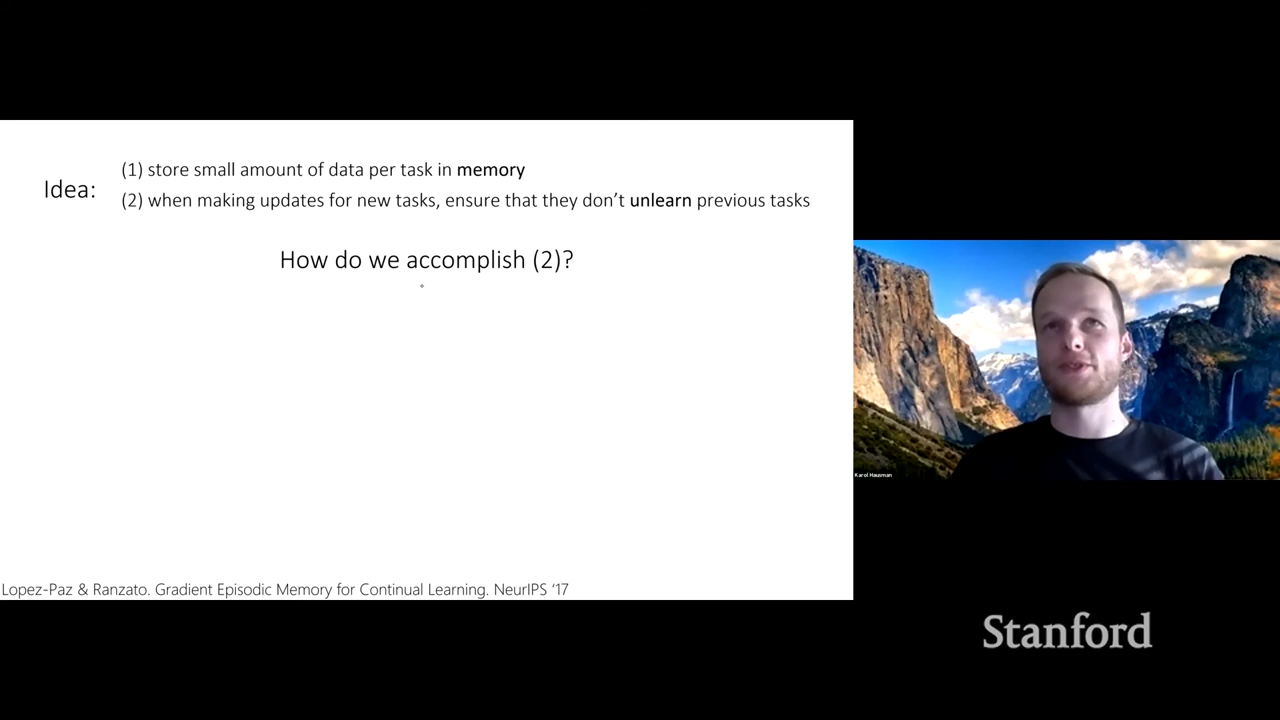 Idea:
(1) store small amount of data per task in memory
(2) when making updates for new tasks, ensure that they don't unlearn previous tasks
How do we accomplish (2)?
Lopez-Paz & Ranzato. Gradient Episodic Memory for Continual Learning. NeurIPS '17
Karol Hausman
Stanford